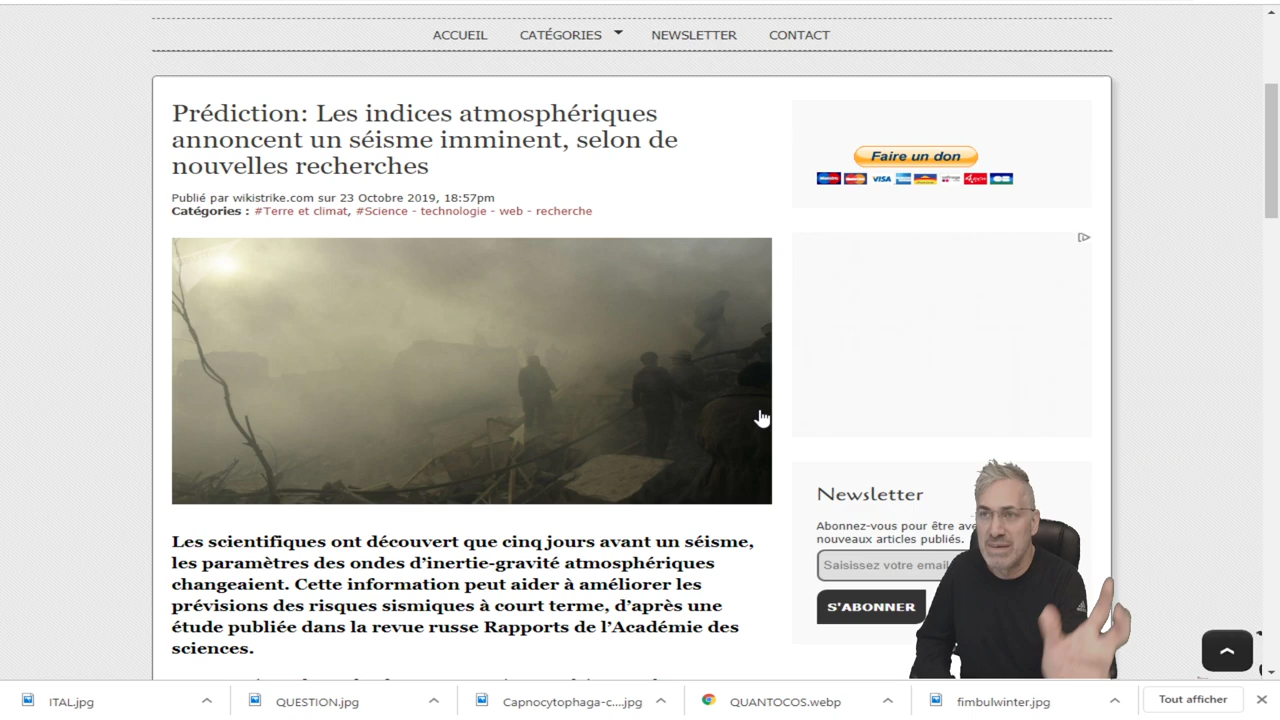 ACCUEIL CATÉGORIES NEWSLETTER CONTACT
Prédiction: Les indices atmosphériques
annoncent un séisme imminent, selon de
nouvelles recherches
Publié par wikistrike.com sur 23 Octobre 2019, 18:57pm
Catégories : #Terre et climat, #Science - technologie - web - recherche
Faire un don
VISA
Les scientifiques ont découvert que cinq jours avant un séisme,
les paramètres des ondes d’inertie-gravité atmosphériques
changeaient. Cette information peut aider à améliorer les
prévisions des risques sismiques à court terme, d’après une
étude publiée dans la revue russe Rapports de l’Académie des
sciences.
Newsletter
Abonnez-vous pour être
nouveaux articles publiés.
Saisissez votre email
S'ABONNER
ITAL.jpg
QUESTION.jpg
Capnocytophaga-c....jpg
QUANTOCOS.webp
fimbulwinter.jpg
Tout afficher